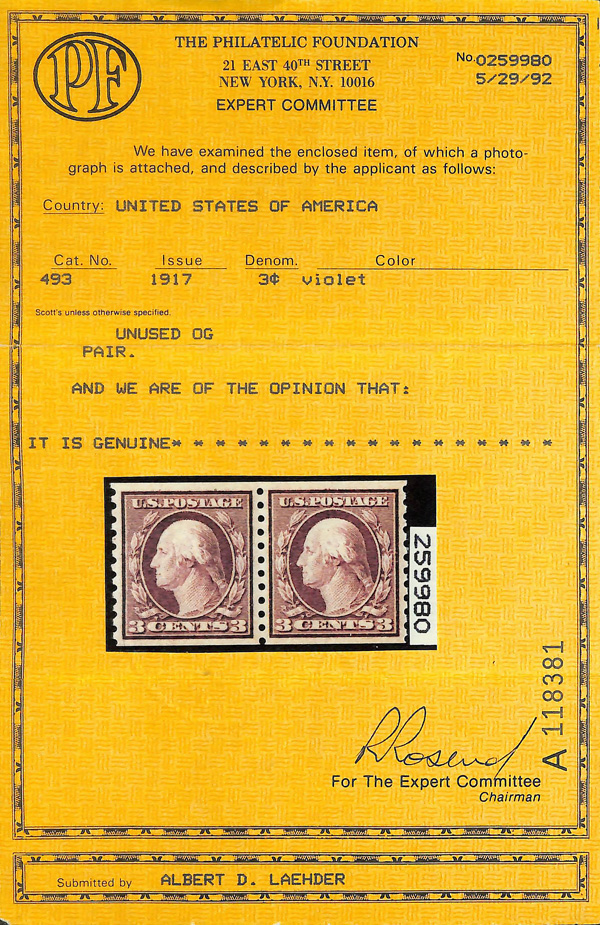 PF
THE PHILATELIC FOUNDATION
21 EAST 40TH STREET
NEW YORK, N.Y. 10016
EXPERT COMMITTEE
No.0259980
5/29/92
We have examined the enclosed item, of which a photo-
graph is attached, and described by the applicant as follows:
Country: UNITED STATES OF AMERICA
Cat. No. Issue Denom. Color
493 1917 3¢ violet
Scott's unless otherwise specified.
UNUSED OG
PAIR.
AND WE ARE OF THE OPINION THAT:
IT IS GENUINE* * * * * * * * * * * * * * * * * *
U.S.POSTAGE U.S.POSTAGE
3 CENTS 3 3 CENTS 3
259980
A 118381
R Rosend
For The Expert Committee
Chairman
Submitted by ALBERT D. LAEHDER